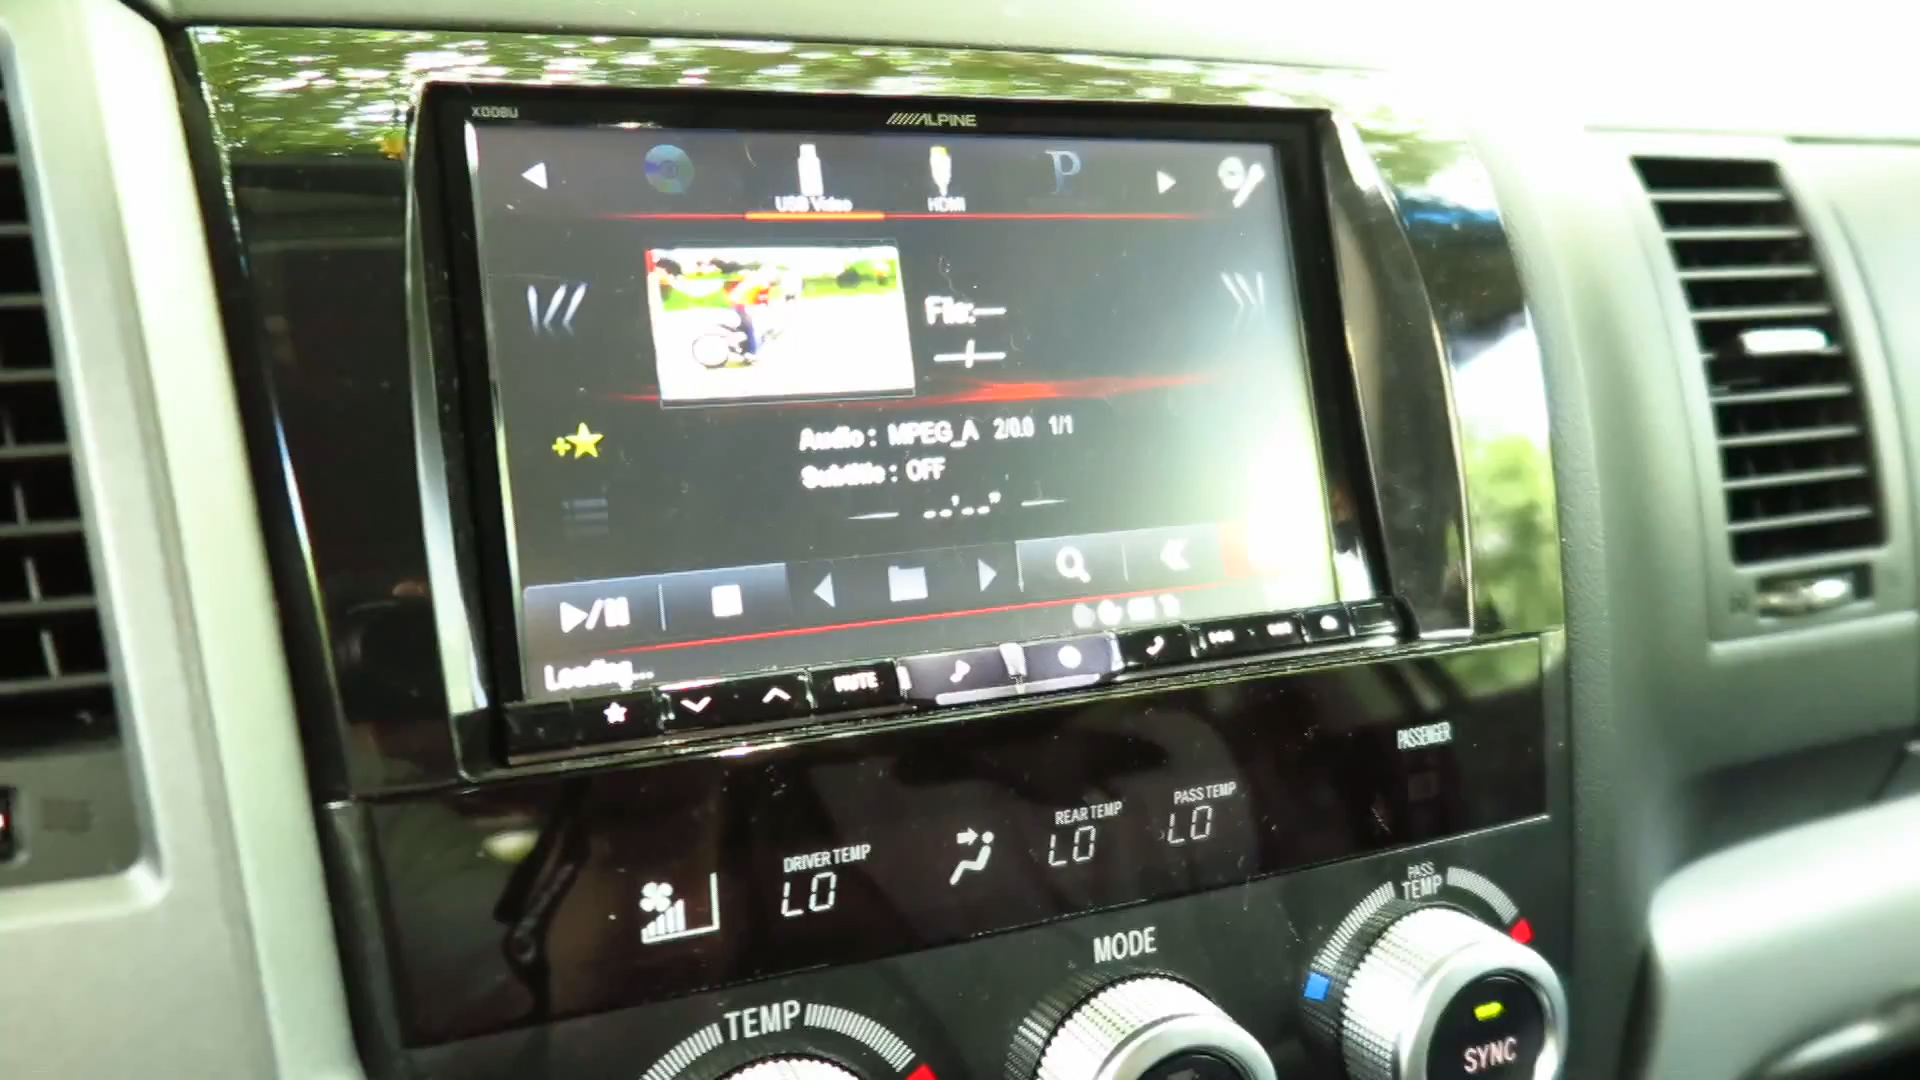 X008U
ALPINE
USB Video
HDMI
P
File:—
—/—
Audio : MPEG_A 2/0.0 1/1
Subtitle : OFF
Loading...
MUTE
PASSENGER
DRIVER TEMP
LO
REAR TEMP
LO
PASS TEMP
LO
TEMP
MODE
PASS
TEMP
SYNC